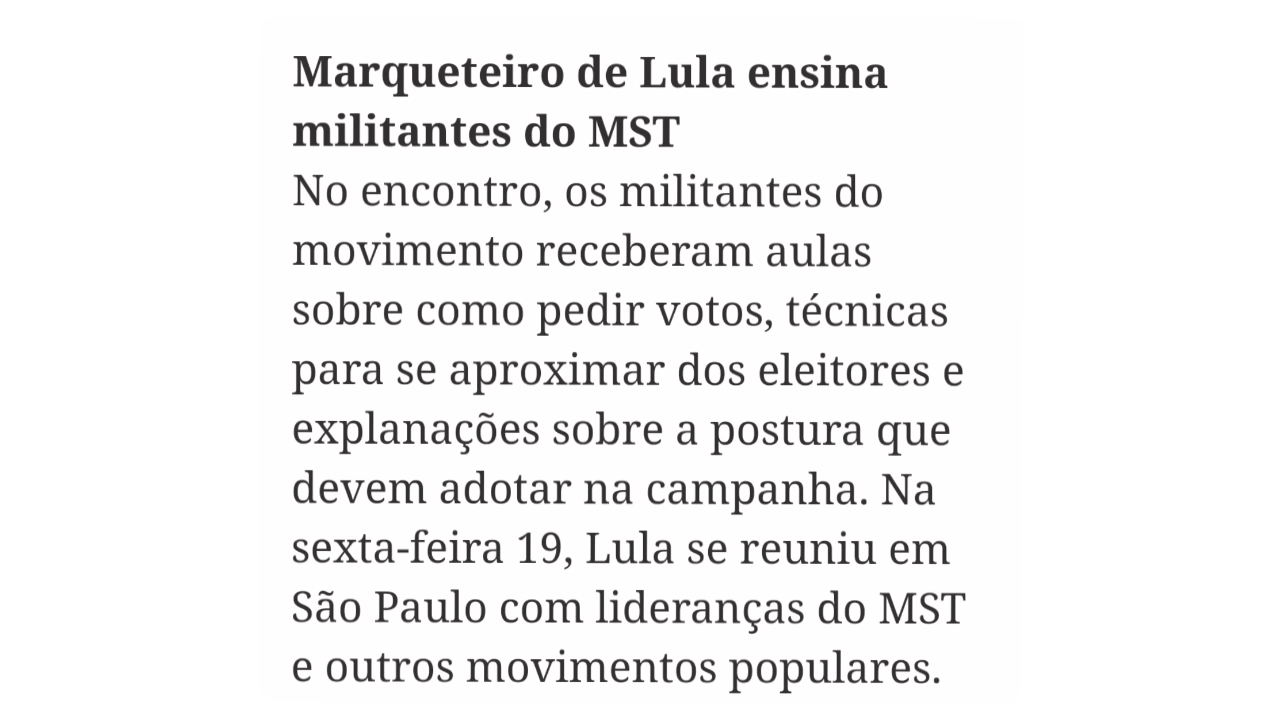 Marqueteiro de Lula ensina
militantes do MST
No encontro, os militantes do
movimento receberam aulas
sobre como pedir votos, técnicas
para se aproximar dos eleitores e
explanações sobre a postura que
devem adotar na campanha. Na
sexta-feira 19, Lula se reuniu em
São Paulo com lideranças do MST
e outros movimentos populares.